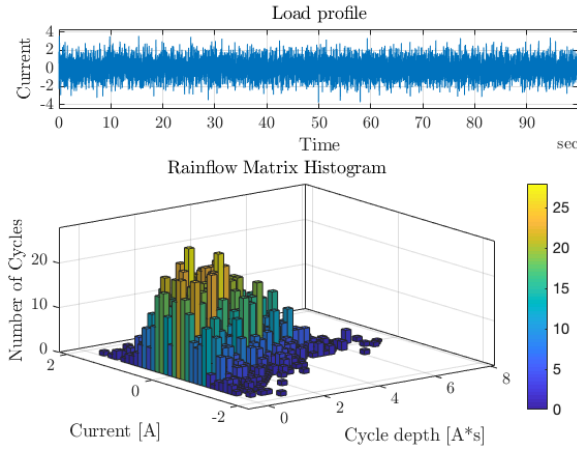 Load profile
4
2
0
-2
-4
Current
0 10 20 30 40 50 60 70 80 90
Time
sec
Rainflow Matrix Histogram
Number of Cycles
20
10
0
2
0
-2
Current [A]
0
2
4
6
8
Cycle depth [A*s]
25
20
15
10
5
0